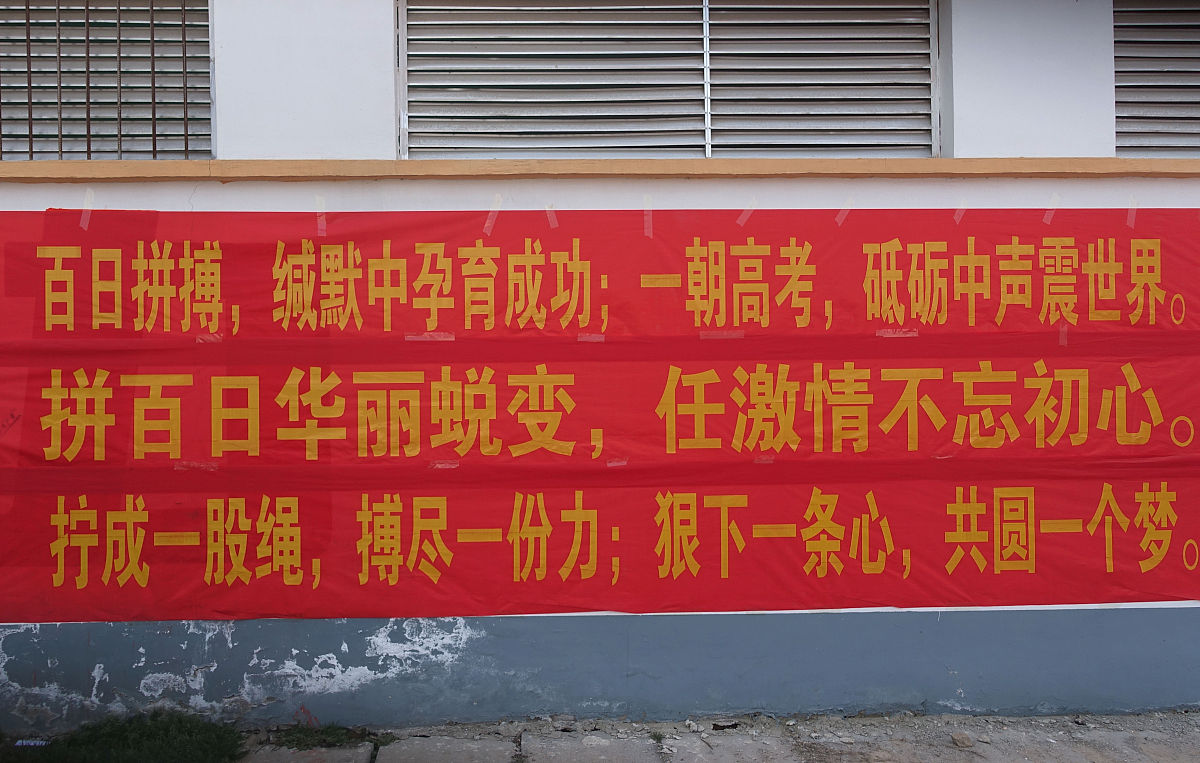 百日拼搏，缄默中孕育成功；一朝高考，砥砺中声震世界。
拼百日华丽蜕变，任激情不忘初心。
拧成一股绳，搏尽一份力；狠下一条心，共圆一个梦。